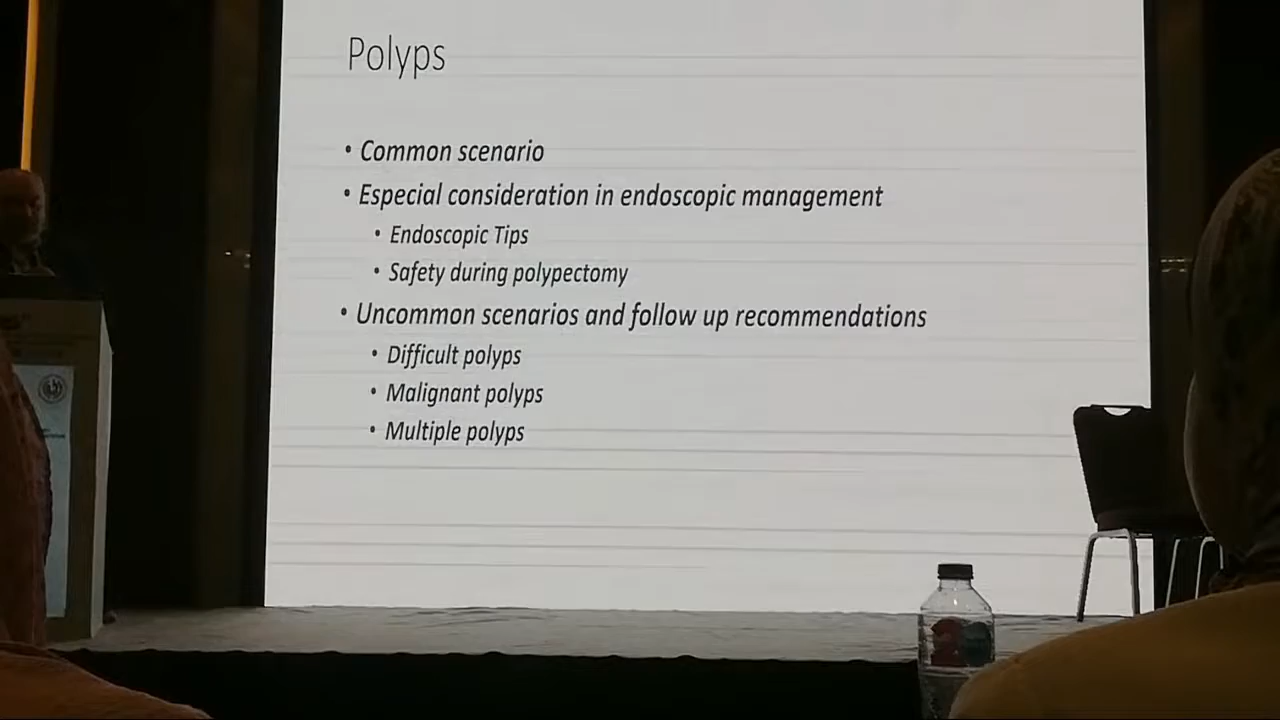 Polyps
• Common scenario
• Especial consideration in endoscopic management
• Endoscopic Tips
• Safety during polypectomy
• Uncommon scenarios and follow up recommendations
• Difficult polyps
• Malignant polyps
• Multiple polyps